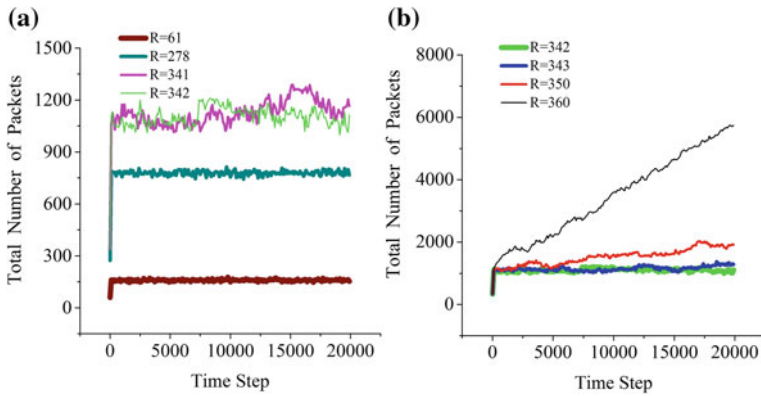 (a)
R=61
R=278
R=341
R=342
1500
1200
900
600
300
0
Total Number of Packets
0 5000 10000 15000 20000
Time Step
(b)
R=342
R=343
R=350
R=360
8000
6000
4000
2000
0
Total Number of Packets
0 5000 10000 15000 20000
Time Step